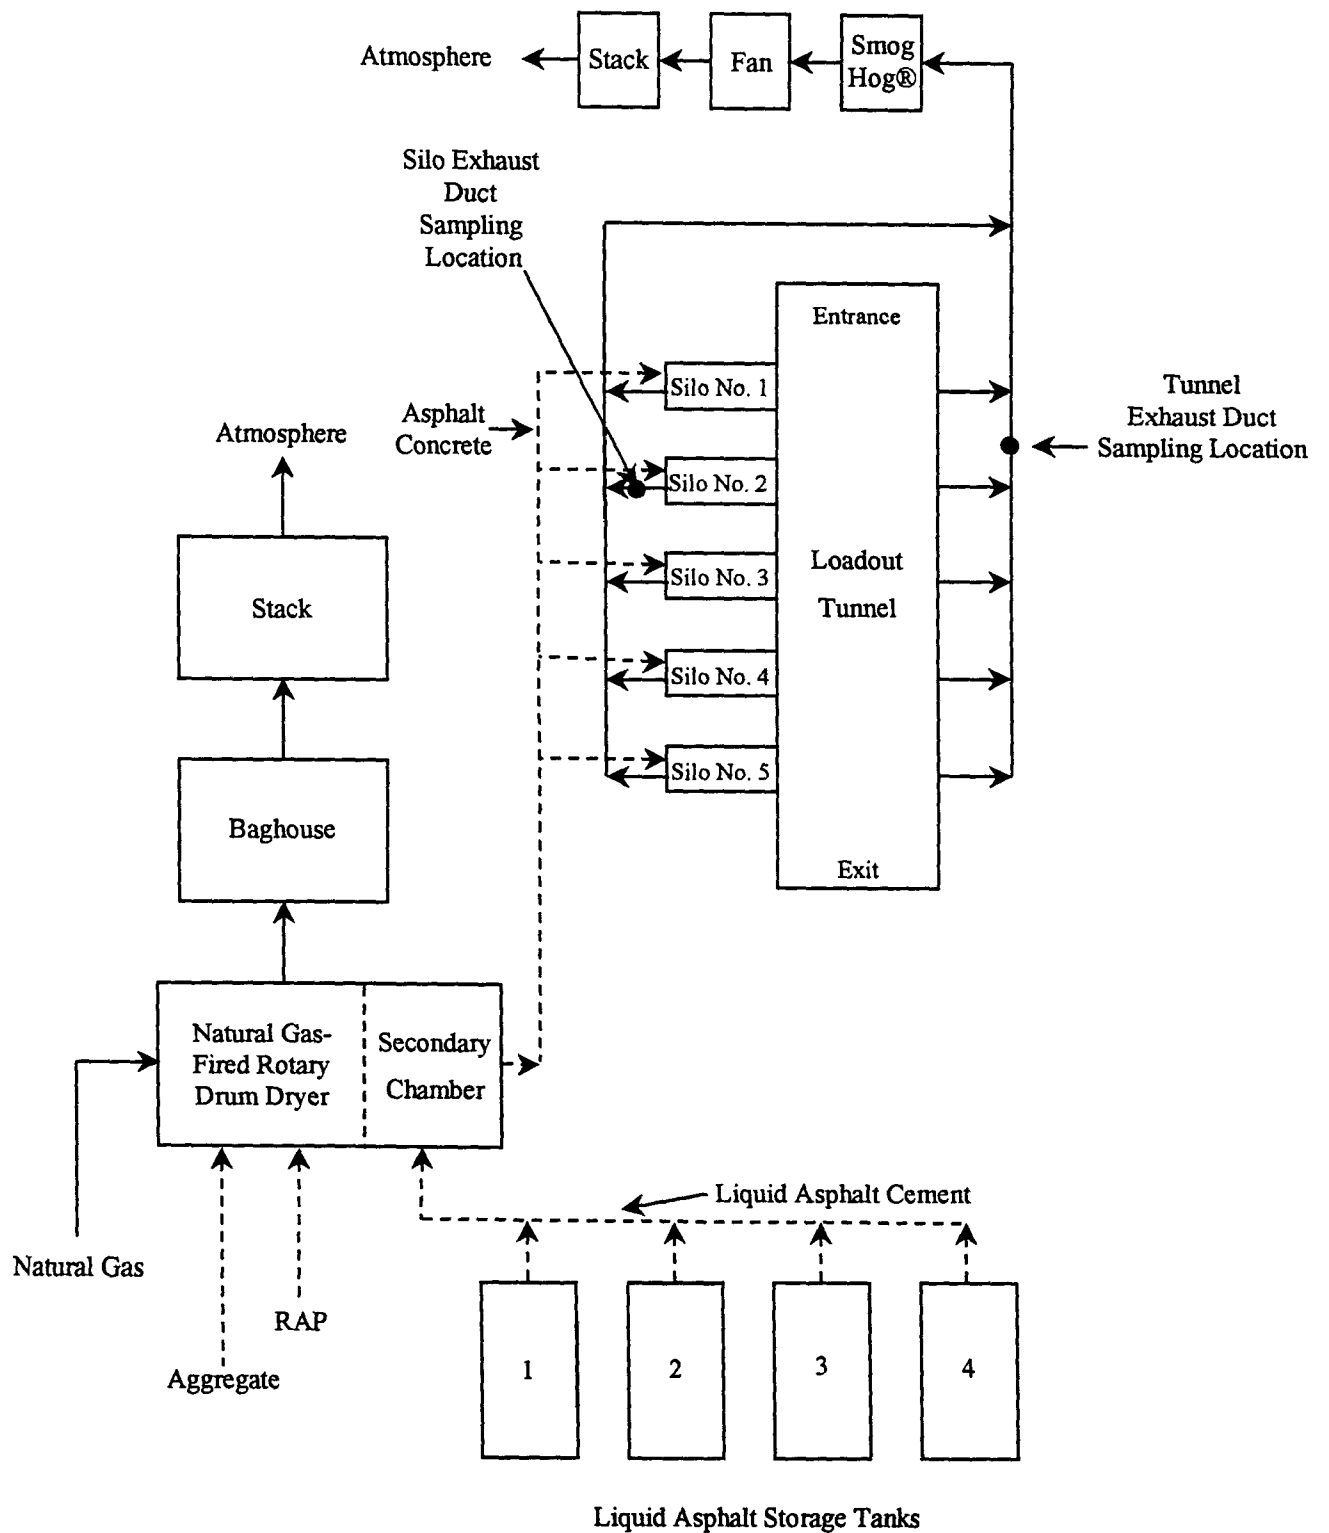 Atmosphere
Stack
Fan
Smog
Hog®
Silo Exhaust
Duct
Sampling
Location
Entrance
Silo No. 1
Asphalt
Concrete
Tunnel
Exhaust Duct
Sampling Location
Atmosphere
Silo No. 2
Loadout
Tunnel
Silo No. 3
Stack
Silo No. 4
Silo No. 5
Baghouse
Exit
Natural Gas-
Fired Rotary
Drum Dryer
Secondary
Chamber
Liquid Asphalt Cement
Natural Gas
RAP
Aggregate
1
2
3
4
Liquid Asphalt Storage Tanks